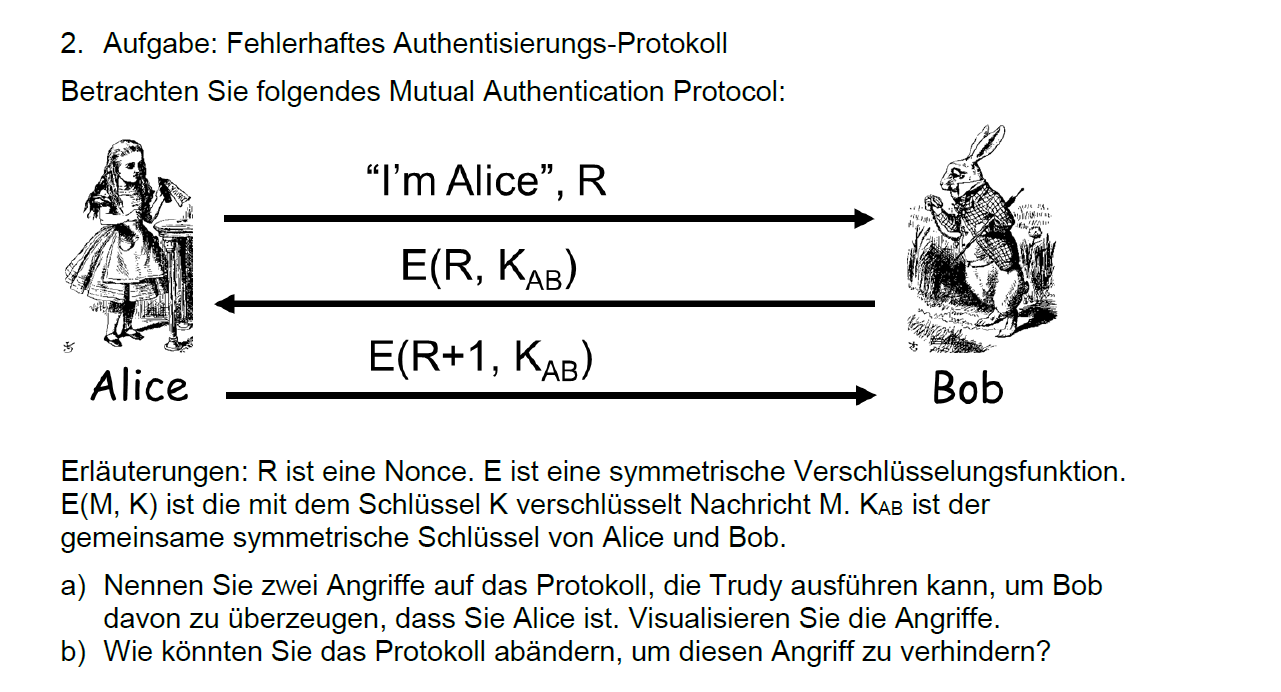 2. Aufgabe: Fehlerhaftes Authentisierungs-Protokoll
Betrachten Sie folgendes Mutual Authentication Protocol:
“I’m Alice”, R
E(R, KAB)
E(R+1, KAB)
Alice
Bob
Erläuterungen: R ist eine Nonce. E ist eine symmetrische Verschlüsselungsfunktion.
E(M, K) ist die mit dem Schlüssel K verschlüsselt Nachricht M. KAB ist der
gemeinsame symmetrische Schlüssel von Alice und Bob.
a) Nennen Sie zwei Angriffe auf das Protokoll, die Trudy ausführen kann, um Bob
davon zu überzeugen, dass Sie Alice ist. Visualisieren Sie die Angriffe.
b) Wie könnten Sie das Protokoll abändern, um diesen Angriff zu verhindern?